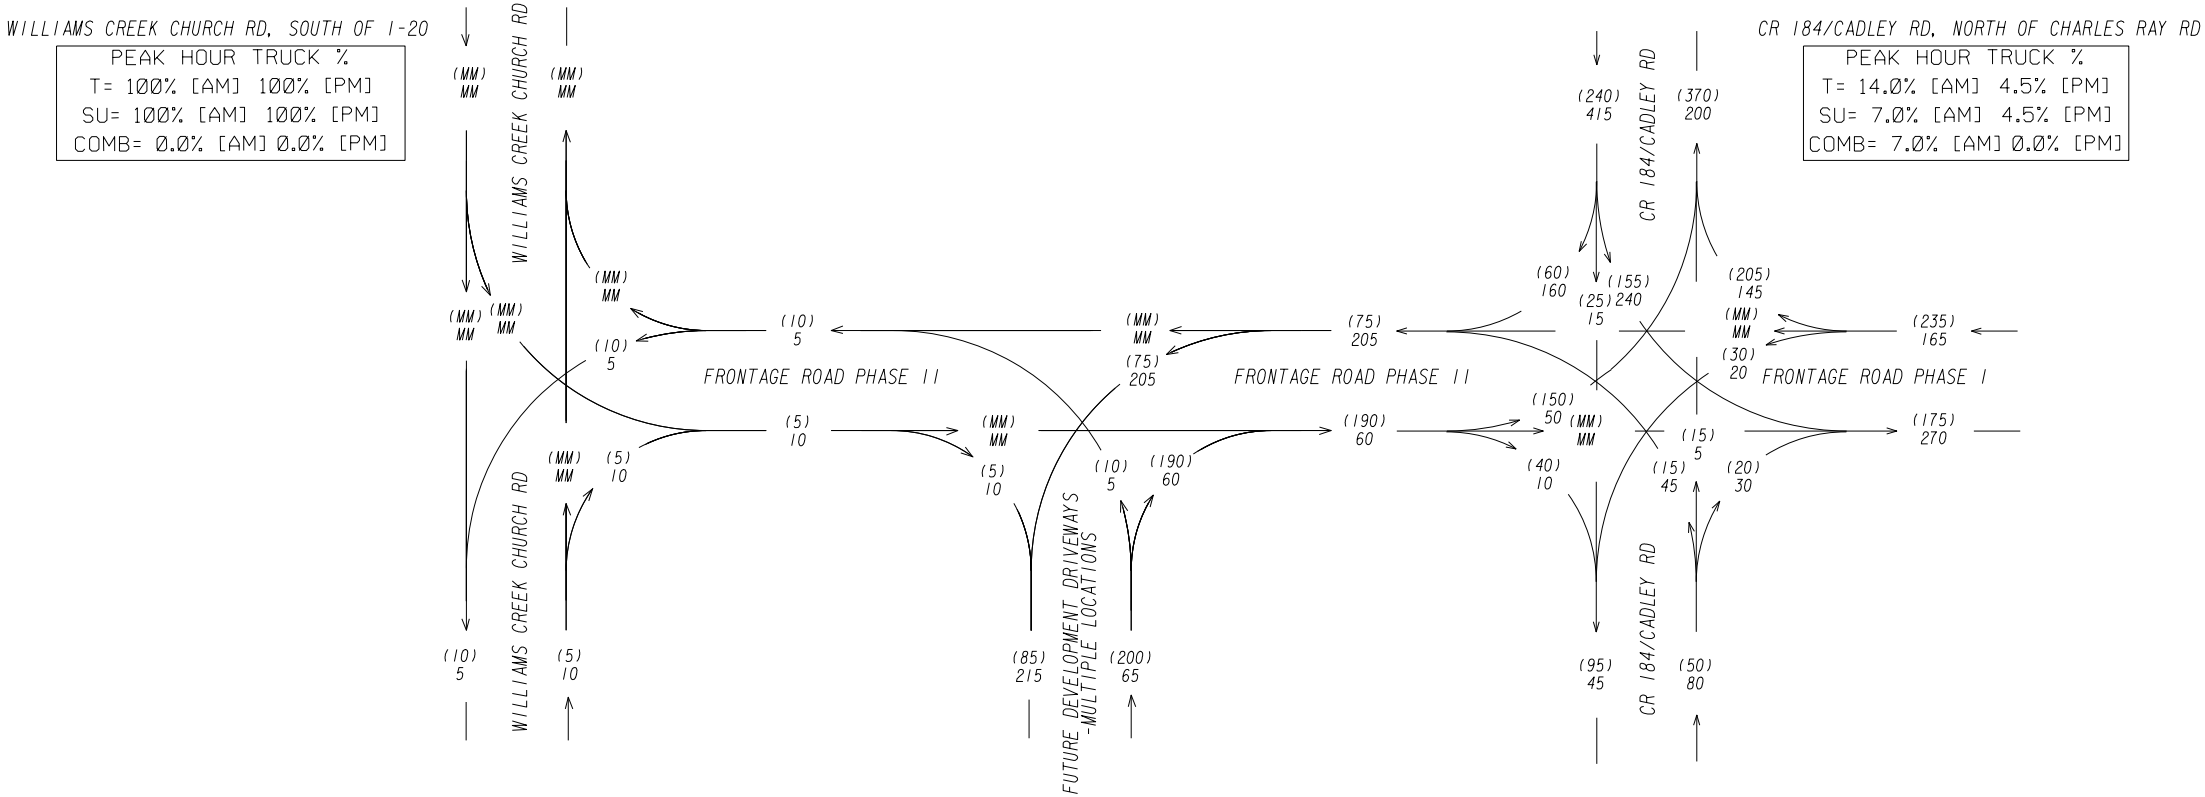 WILLIAMS CREEK CHURCH RD, SOUTH OF I-20
PEAK HOUR TRUCK %
T= 100% [AM] 100% [PM]
SU= 100% [AM] 100% [PM]
COMB= 0.0% [AM] 0.0% [PM]
CR 184/CADLEY RD, NORTH OF CHARLES RAY RD
PEAK HOUR TRUCK %
T= 14.0% [AM] 4.5% [PM]
SU= 7.0% [AM] 4.5% [PM]
COMB= 7.0% [AM] 0.0% [PM]
WILLIAMS CREEK CHURCH RD
(MM)
MM
(MM)
MM
(MM)
MM
(MM)
MM
(MM)
MM
(10)
5
(10)
5
FRONTAGE ROAD PHASE II
(5)
10
(MM)
MM
(5)
10
WILLIAMS CREEK CHURCH RD
(10)
5
(5)
10
(MM)
MM
(75)
205
(75)
205
FRONTAGE ROAD PHASE II
(MM)
MM
(5)
10
(10)
5
(190)
60
(190)
60
FUTURE DEVELOPMENT DRIVEWAYS
-MULTIPLE LOCATIONS
(85)
215
(200)
65
CR 184/CADLEY RD
(240)
415
(370)
200
(60)
160
(25)
15
(155)
240
(205)
145
(MM)
MM
(30)
20
(235)
165
FRONTAGE ROAD PHASE I
(175)
270
(150)
50
(MM)
MM
(40)
10
(15)
5
(15)
45
(20)
30
CR 184/CADLEY RD
(95)
45
(50)
80